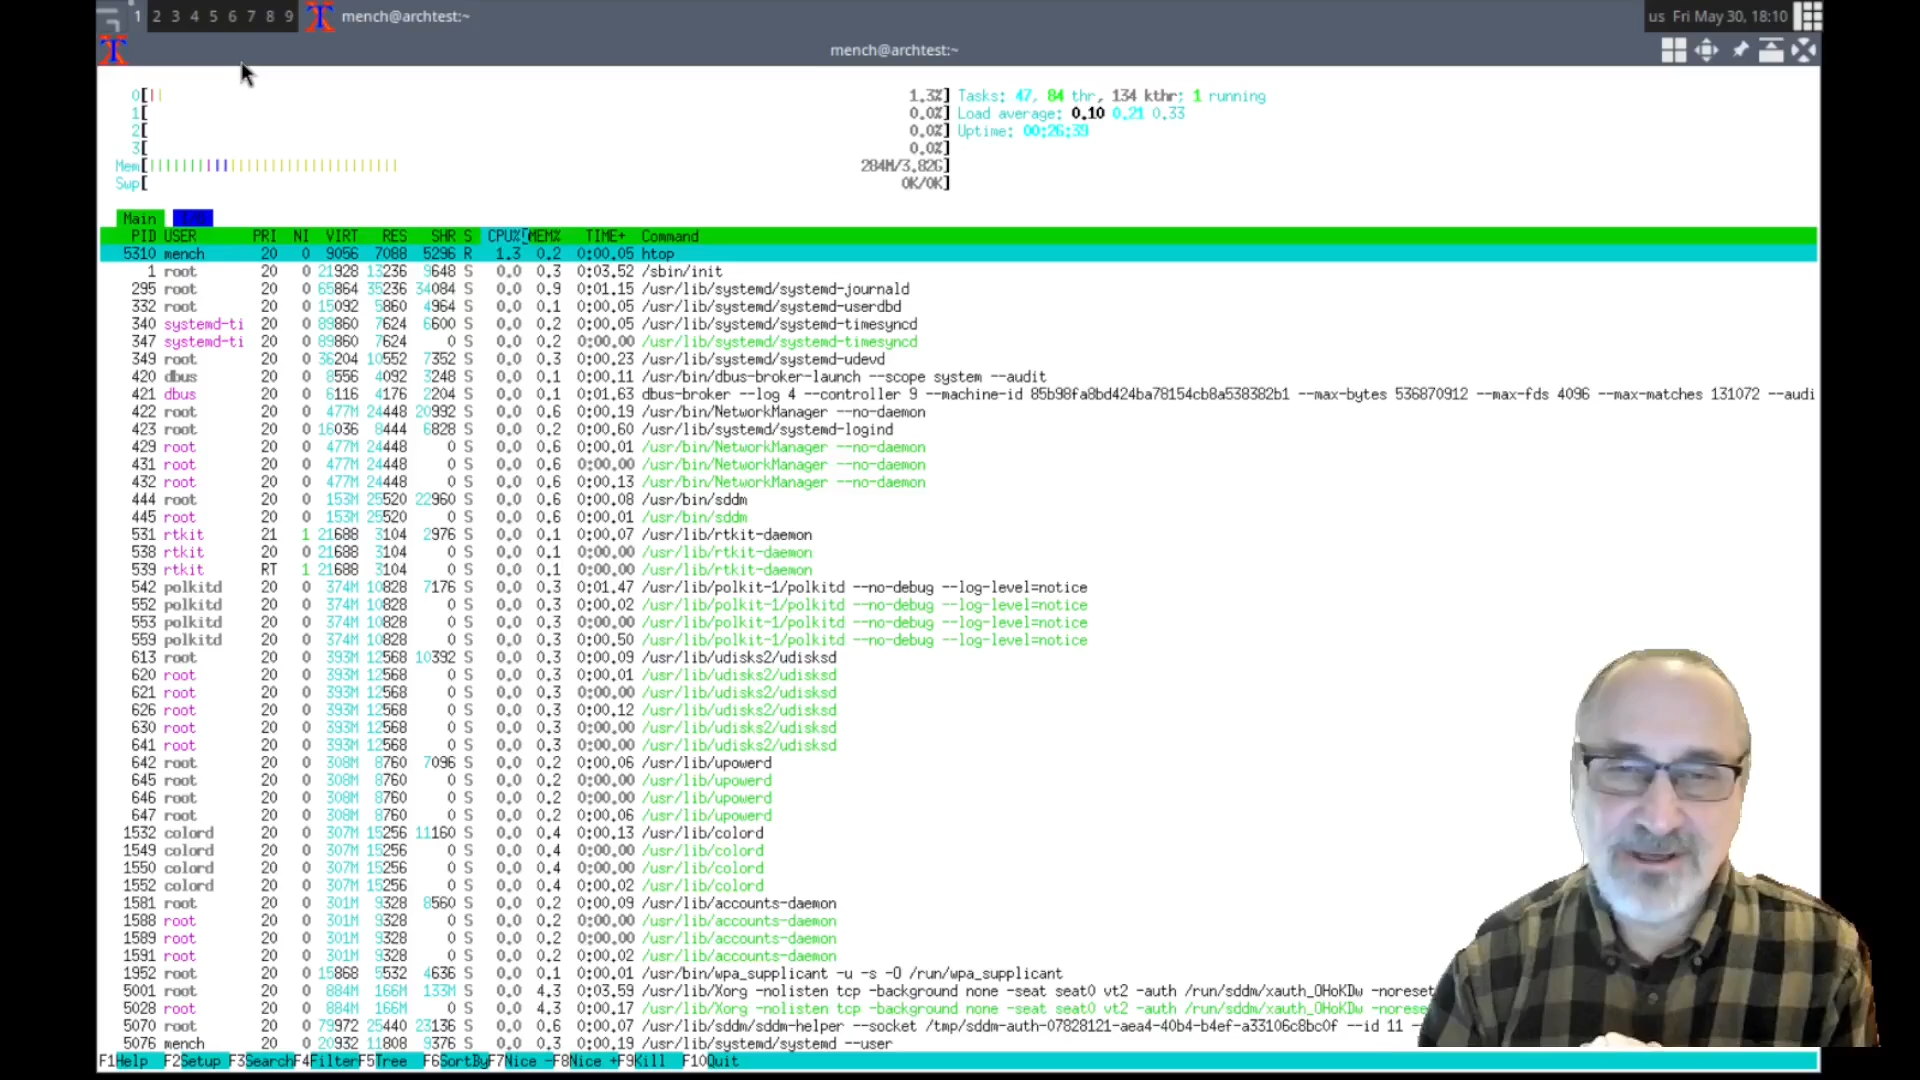 1 2 3 4 5 6 7 8 9 mench@archtest:~ us Fri May 30, 18:10
mench@archtest:~
0[|| 1.3%] Tasks: 47, 84 thr, 134 kthr; 1 running
1[ 0.0%] Load average: 0.10 0.21 0.33
2[ 0.0%] Uptime: 00:26:39
3[ 0.0%]
Mem[|||||||||||||||||||||||||||||| 284M/3.82G]
Swp[ 0K/0K]
Main I/O
PID USER PRI NI VIRT RES SHR S CPU% MEM% TIME+ Command
5310 mench 20 0 9056 7088 5296 R 1.3 0.2 0:00.05 htop
1 root 20 0 21928 13236 9648 S 0.0 0.3 0:03.52 /sbin/init
295 root 20 0 65864 35236 34084 S 0.0 0.9 0:01.15 /usr/lib/systemd/systemd-journald
332 root 20 0 15092 5860 4964 S 0.0 0.1 0:00.05 /usr/lib/systemd/systemd-userdbd
340 systemd-ti 20 0 89860 7624 6600 S 0.0 0.2 0:00.05 /usr/lib/systemd/systemd-timesyncd
347 systemd-ti 20 0 89860 7624 0 S 0.0 0.2 0:00.00 /usr/lib/systemd/systemd-timesyncd
349 root 20 0 36204 10552 7352 S 0.0 0.3 0:00.23 /usr/lib/systemd/systemd-udevd
420 dbus 20 0 8556 4092 3248 S 0.0 0.1 0:00.11 /usr/bin/dbus-broker-launch --scope system --audit
421 dbus 20 0 6116 4176 2204 S 0.0 0.1 0:01.63 dbus-broker --log 4 --controller 9 --machine-id 85b98fa8bd424ba78154cb8a538382b1 --max-bytes 536870912 --max-fds 4096 --max-matches 131072 --audi
422 root 20 0 477M 24448 20992 S 0.0 0.6 0:00.19 /usr/bin/NetworkManager --no-daemon
423 root 20 0 16036 8444 6828 S 0.0 0.2 0:00.60 /usr/lib/systemd/systemd-logind
429 root 20 0 477M 24448 0 S 0.0 0.6 0:00.01 /usr/bin/NetworkManager --no-daemon
431 root 20 0 477M 24448 0 S 0.0 0.6 0:00.00 /usr/bin/NetworkManager --no-daemon
432 root 20 0 477M 24448 0 S 0.0 0.6 0:00.13 /usr/bin/NetworkManager --no-daemon
444 root 20 0 153M 25520 22960 S 0.0 0.6 0:00.08 /usr/bin/sddm
445 root 20 0 153M 25520 0 S 0.0 0.6 0:00.01 /usr/bin/sddm
531 rtkit 21 1 21688 3104 2976 S 0.0 0.1 0:00.07 /usr/lib/rtkit-daemon
538 rtkit 20 0 21688 3104 0 S 0.0 0.1 0:00.00 /usr/lib/rtkit-daemon
539 rtkit RT 1 21688 3104 0 S 0.0 0.1 0:00.00 /usr/lib/rtkit-daemon
542 polkitd 20 0 374M 10828 7176 S 0.0 0.3 0:01.47 /usr/lib/polkit-1/polkitd --no-debug --log-level=notice
552 polkitd 20 0 374M 10828 0 S 0.0 0.3 0:00.02 /usr/lib/polkit-1/polkitd --no-debug --log-level=notice
553 polkitd 20 0 374M 10828 0 S 0.0 0.3 0:00.00 /usr/lib/polkit-1/polkitd --no-debug --log-level=notice
559 polkitd 20 0 374M 10828 0 S 0.0 0.3 0:00.50 /usr/lib/polkit-1/polkitd --no-debug --log-level=notice
613 root 20 0 393M 12568 10392 S 0.0 0.3 0:00.09 /usr/lib/udisks2/udisksd
620 root 20 0 393M 12568 0 S 0.0 0.3 0:00.01 /usr/lib/udisks2/udisksd
621 root 20 0 393M 12568 0 S 0.0 0.3 0:00.00 /usr/lib/udisks2/udisksd
626 root 20 0 393M 12568 0 S 0.0 0.3 0:00.12 /usr/lib/udisks2/udisksd
630 root 20 0 393M 12568 0 S 0.0 0.3 0:00.00 /usr/lib/udisks2/udisksd
641 root 20 0 393M 12568 0 S 0.0 0.3 0:00.00 /usr/lib/udisks2/udisksd
642 root 20 0 308M 8760 7096 S 0.0 0.2 0:00.06 /usr/lib/upowerd
645 root 20 0 308M 8760 0 S 0.0 0.2 0:00.00 /usr/lib/upowerd
646 root 20 0 308M 8760 0 S 0.0 0.2 0:00.00 /usr/lib/upowerd
647 root 20 0 308M 8760 0 S 0.0 0.2 0:00.06 /usr/lib/upowerd
1532 colord 20 0 307M 15256 11160 S 0.0 0.4 0:00.13 /usr/lib/colord
1549 colord 20 0 307M 15256 0 S 0.0 0.4 0:00.00 /usr/lib/colord
1550 colord 20 0 307M 15256 0 S 0.0 0.4 0:00.00 /usr/lib/colord
1552 colord 20 0 307M 15256 0 S 0.0 0.4 0:00.02 /usr/lib/colord
1581 root 20 0 301M 9328 8560 S 0.0 0.2 0:00.09 /usr/lib/accounts-daemon
1588 root 20 0 301M 9328 0 S 0.0 0.2 0:00.00 /usr/lib/accounts-daemon
1589 root 20 0 301M 9328 0 S 0.0 0.2 0:00.00 /usr/lib/accounts-daemon
1591 root 20 0 301M 9328 0 S 0.0 0.2 0:00.02 /usr/lib/accounts-daemon
1952 root 20 0 15868 5532 4636 S 0.0 0.1 0:00.01 /usr/bin/wpa_supplicant -u -s -O /run/wpa_supplicant
5001 root 20 0 884M 166M 133M S 0.0 4.3 0:03.59 /usr/lib/Xorg -nolisten tcp -background none -seat seat0 vt2 -auth /run/sddm/xauth_OHoKDw -noreset
5028 root 20 0 884M 166M 0 S 0.0 4.3 0:00.17 /usr/lib/Xorg -nolisten tcp -background none -seat seat0 vt2 -auth /run/sddm/xauth_OHoKDw -norese
5070 root 20 0 79972 25440 23136 S 0.0 0.6 0:00.07 /usr/lib/sddm/sddm-helper --socket /tmp/sddm-auth-07828121-aea4-40b4-b4ef-a33106c8bc0f --id 11 -
5076 mench 20 0 20932 11808 9376 S 0.0 0.3 0:00.19 /usr/lib/systemd/systemd --user
F1Help F2Setup F3SearchF4FilterF5Tree F6SortByF7Nice -F8Nice +F9Kill F10Quit